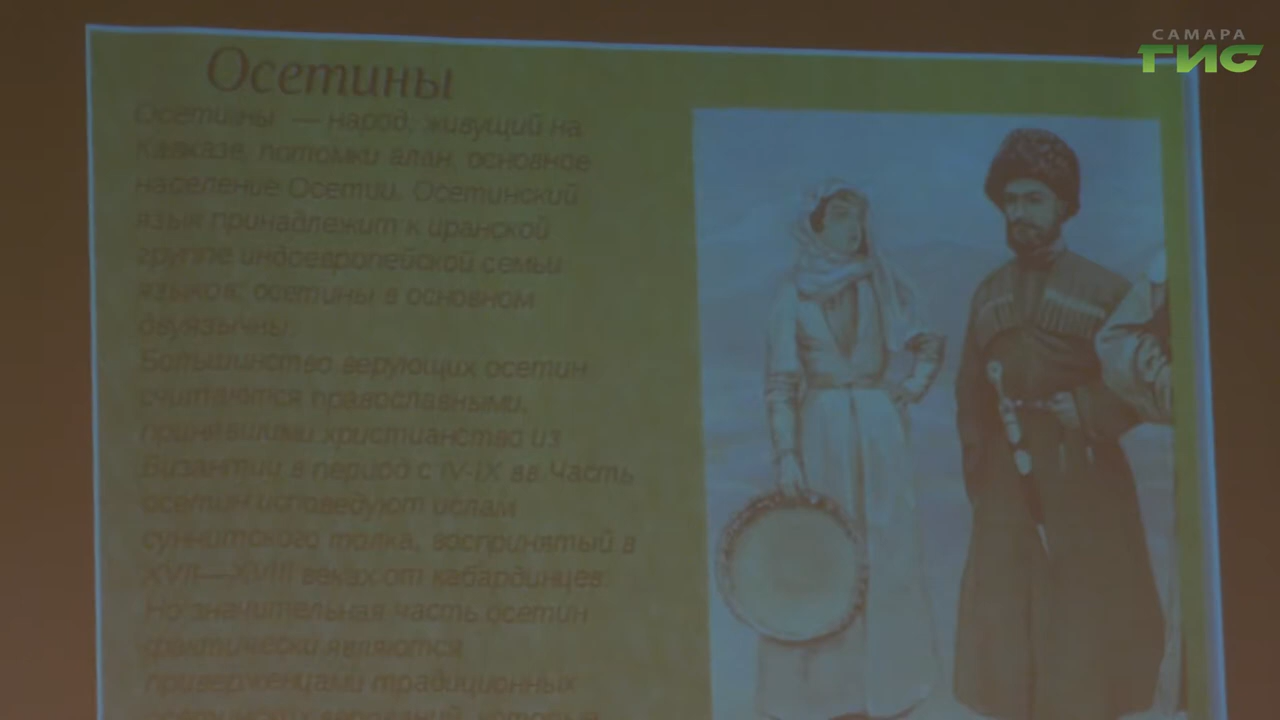 САМАРА
ГИС
Осетины
Осетины — народ, живущий на
Кавказе, потомки алан, основное
население Осетии. Осетинский
язык принадлежит к иранской
группе индоевропейской семьи
языков; осетины в основном
двуязычны
Большинство верующих осетин
считаются православными,
принявшими христианство из
Византии в период с IV-IX вв Часть
осетин исповедуют ислам
суннитского толка, воспринятый в
XVII—XVIII веках от кабардинцев
Но значительная часть осетин
фактически являются
приверженцами традиционных